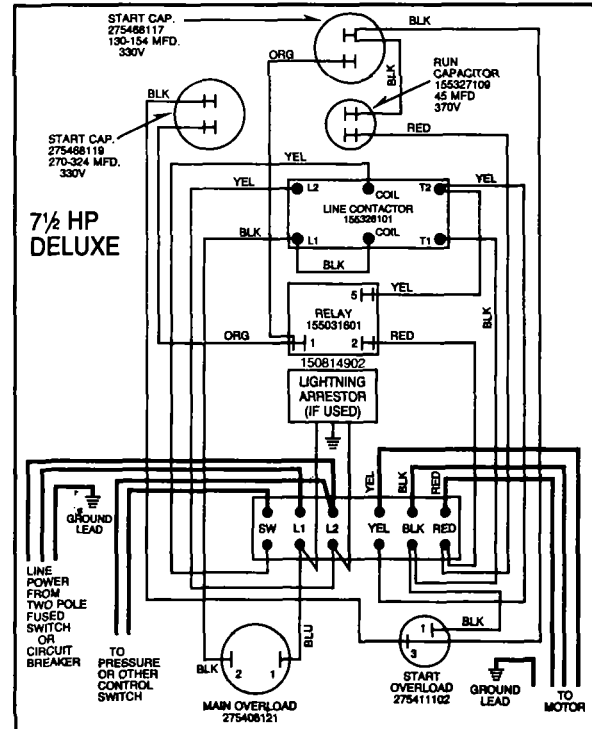 START CAP.
275468117
130-154 MFD.
330V
BLK
ORG
BLK
RUN
CAPACITOR
155327109
45 MFD
370V
BLK
RED
START CAP.
275468119
270-324 MFD.
330V
YEL
YEL
L2
COIL
T2
LINE CONTACTOR
155326101
7½ HP
DELUXE
BLK
L1
COIL
T1
BLK
5
YEL
RELAY
155031601
BLK
ORG
1
2
RED
150814902
LIGHTNING
ARRESTOR
(IF USED)
YEL
BLK
RED
GROUND
LEAD
SW
L1
L2
YEL
BLK
RED
LINE
POWER
FROM
TWO POLE
FUSED
SWITCH
OR
CIRCUIT
BREAKER
TO
PRESSURE
OR OTHER
CONTROL
SWITCH
BLU
BLK
2
1
MAIN OVERLOAD
275406121
1
BLK
3
START
OVERLOAD
275411102
GROUND
LEAD
TO
MOTOR